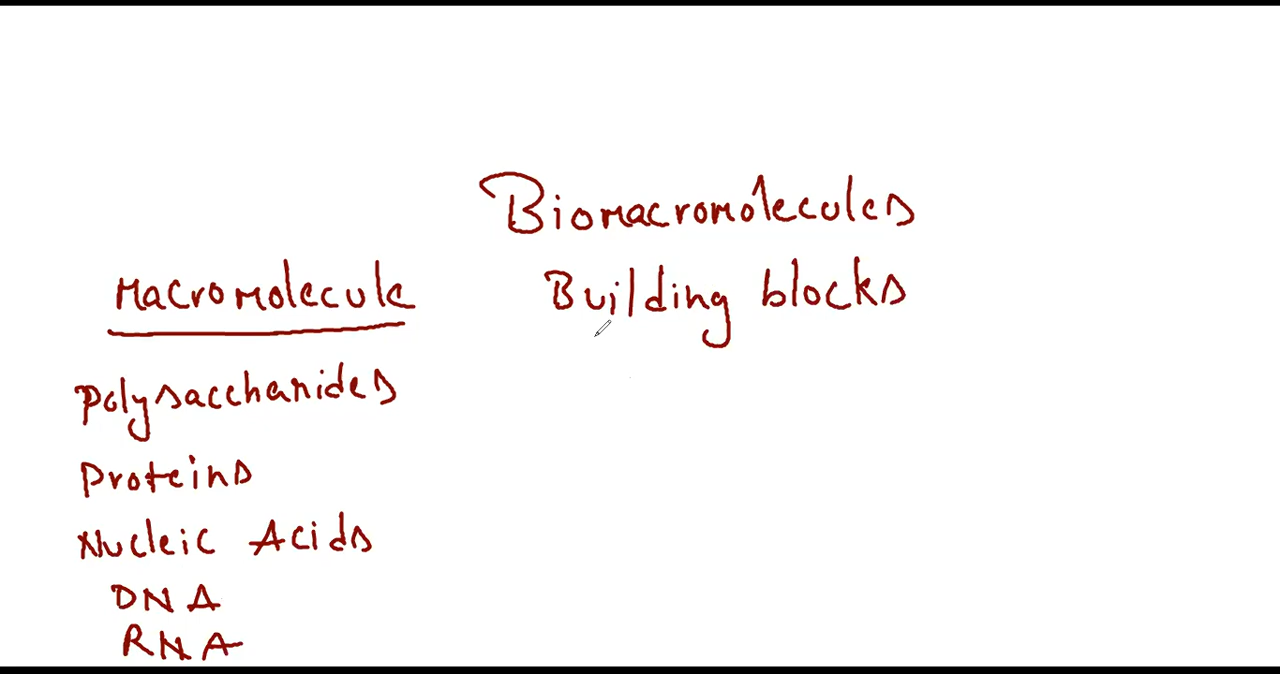 Biomacromolecules
Macromolecule Building blocks
Polysaccharides
Proteins
Nucleic Acids
DNA
RNA